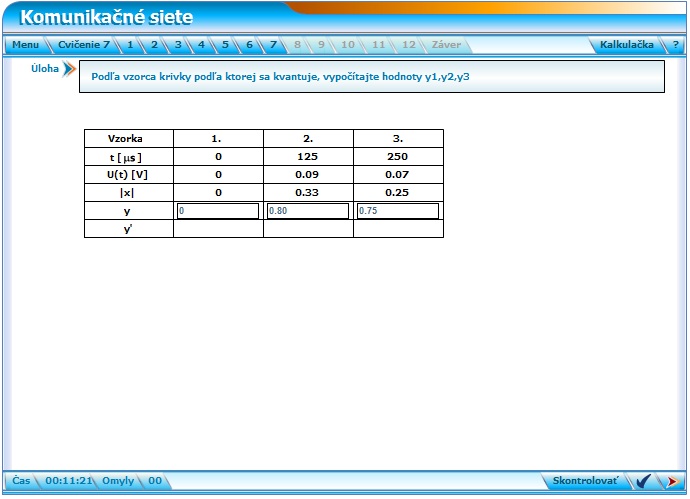 Komunikačné siete
Menu Cvičenie 7 1 2 3 4 5 6 7 8 9 10 11 12 Záver Kalkulačka ?
Úloha
Podľa vzorca krivky podľa ktorej sa kvantuje, vypočítajte hodnoty y1,y2,y3
Vzorka 1. 2. 3.
t [ μs ] 0 125 250
U(t) [V] 0 0.09 0.07
|x| 0 0.33 0.25
y 0 0.80 0.75
y'
Čas 00:11:21 Omyly 00 Skontrolovať